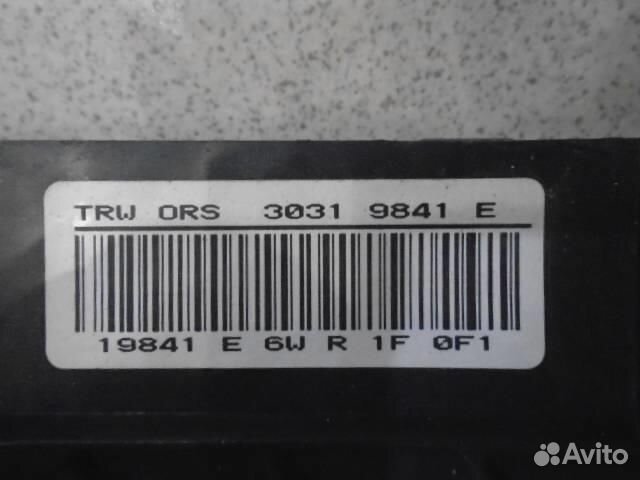 TRW ORS 3031 9841 E
19841 E 6W R 1F 0F1
Avito